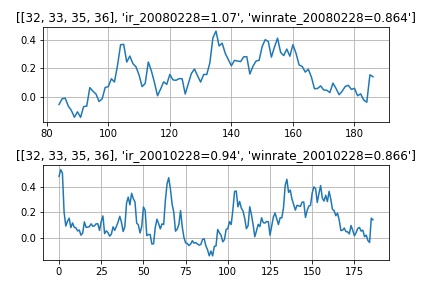 [[32, 33, 35, 36], 'ir_20080228=1.07', 'winrate_20080228=0.864']
0.4
0.2
0.0
80 100 120 140 160 180
[[32, 33, 35, 36], 'ir_20010228=0.94', 'winrate_20010228=0.866']
0.4
0.2
0.0
0 25 50 75 100 125 150 175